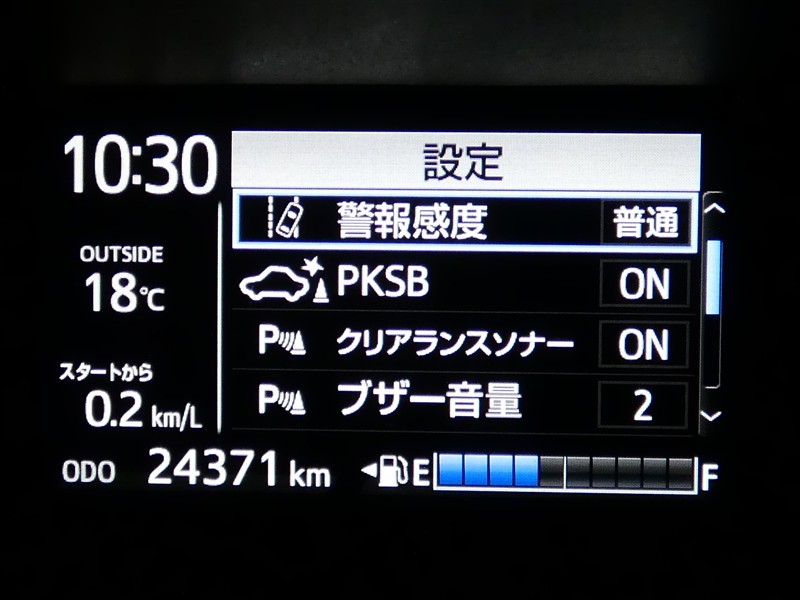 10:30
設定
警報感度 普通
OUTSIDE
18℃
PKSB ON
P クリアランスソナー ON
スタートから
0.2 km/L
P ブザー音量 2
ODO 24371 km E F